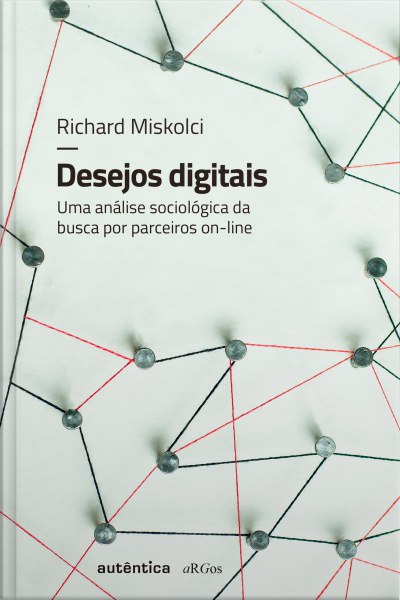 Richard Miskolci
Desejos digitais
Uma análise sociológica da
busca por parceiros on-line
autêntica aRGos